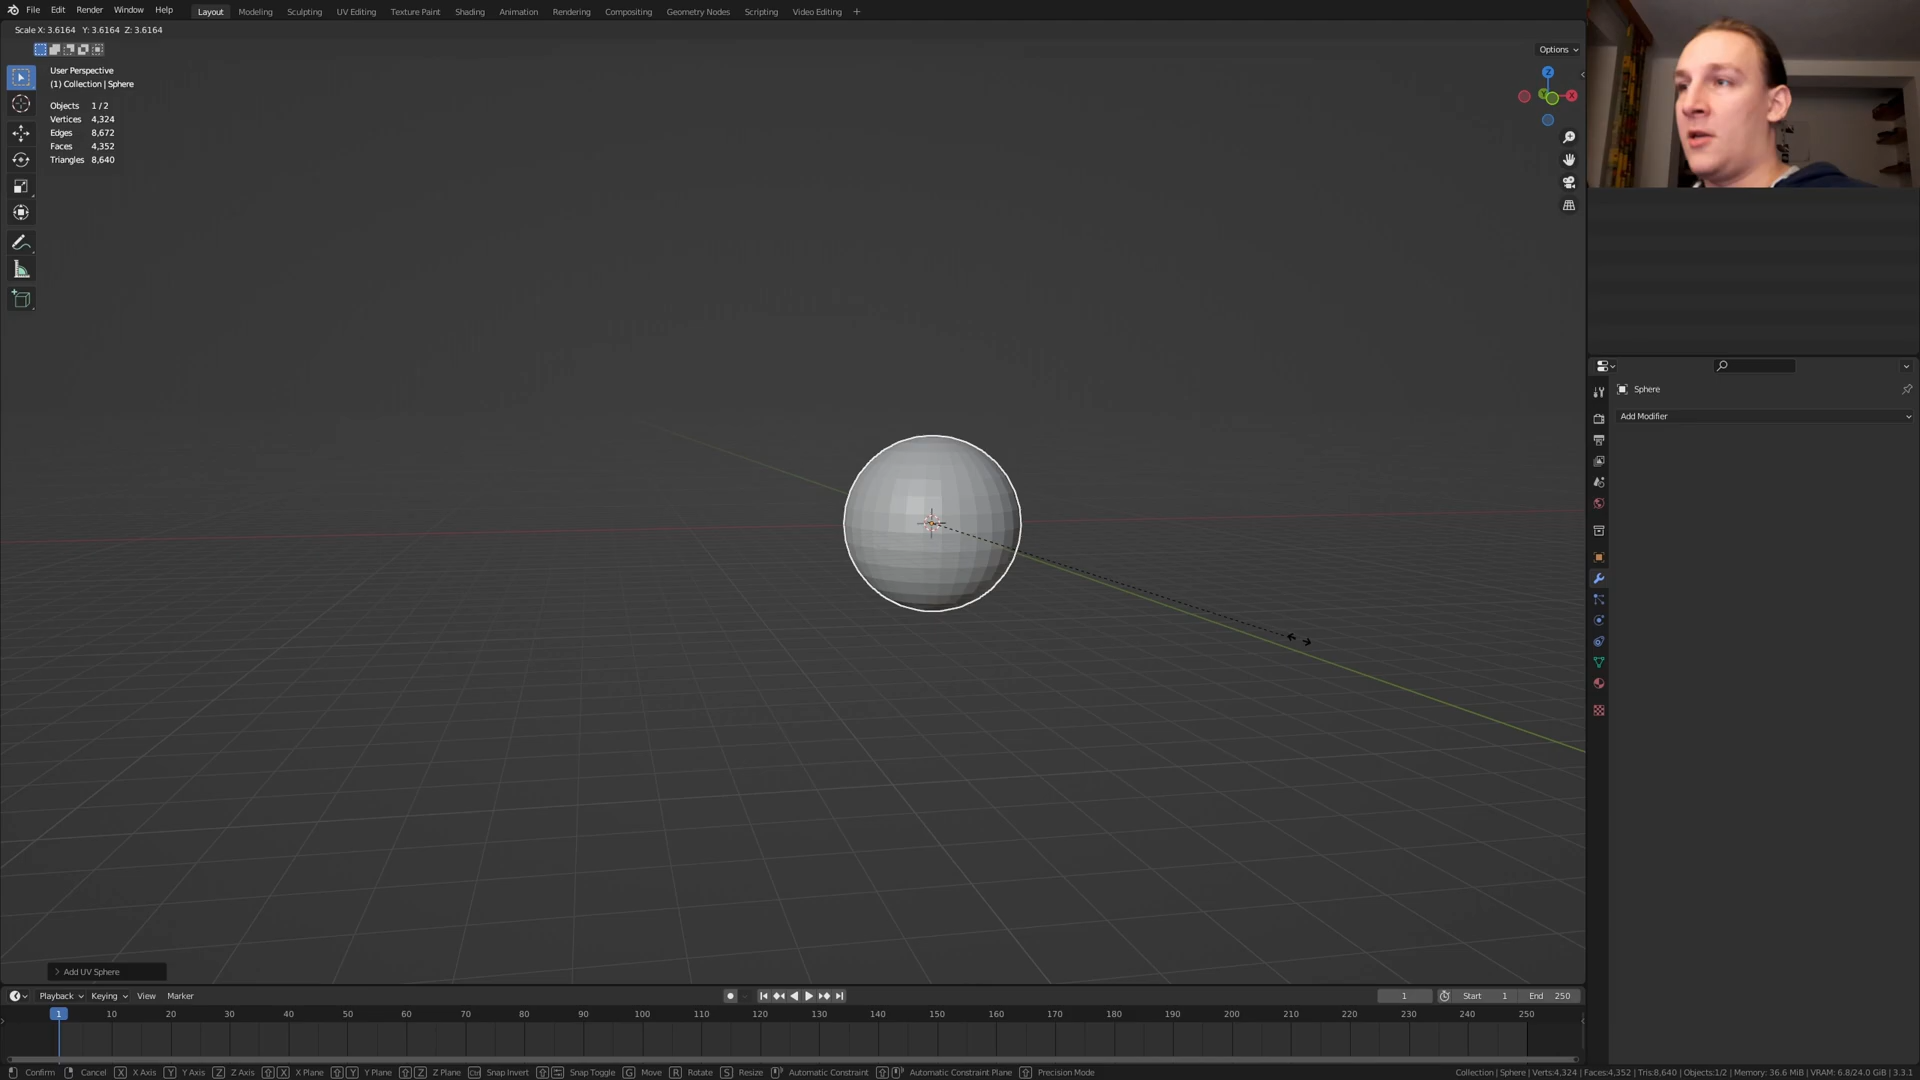 File Edit Render Window Help Layout Modeling Sculpting UV Editing Texture Paint Shading Animation Rendering Compositing Geometry Nodes Scripting Video Editing +
Scale X: 3.6164 Y: 3.6164 Z: 3.6164
Options
User Perspective
(1) Collection | Sphere
Objects 1 / 2
Vertices 4,324
Edges 8,672
Faces 4,352
Triangles 8,640
Z
Y
X
Sphere
Add Modifier
Add UV Sphere
Playback Keying View Marker
1
Start 1
End 250
1 10 20 30 40 50 60 70 80 90 100 110 120 130 140 150 160 170 180 190 200 210 220 230 240 250
Confirm Cancel X X Axis Y Y Axis Z Z Axis X X Plane Y Y Plane Z Z Plane Ctrl Snap Invert Snap Toggle G Move R Rotate S Resize Automatic Constraint Automatic Constraint Plane Precision Mode
Collection | Sphere | Verts:4,324 | Faces:4,352 | Tris:8,640 | Objects:1/2 | Memory: 36.6 MiB | VRAM: 6.8/24.0 GiB | 3.3.1